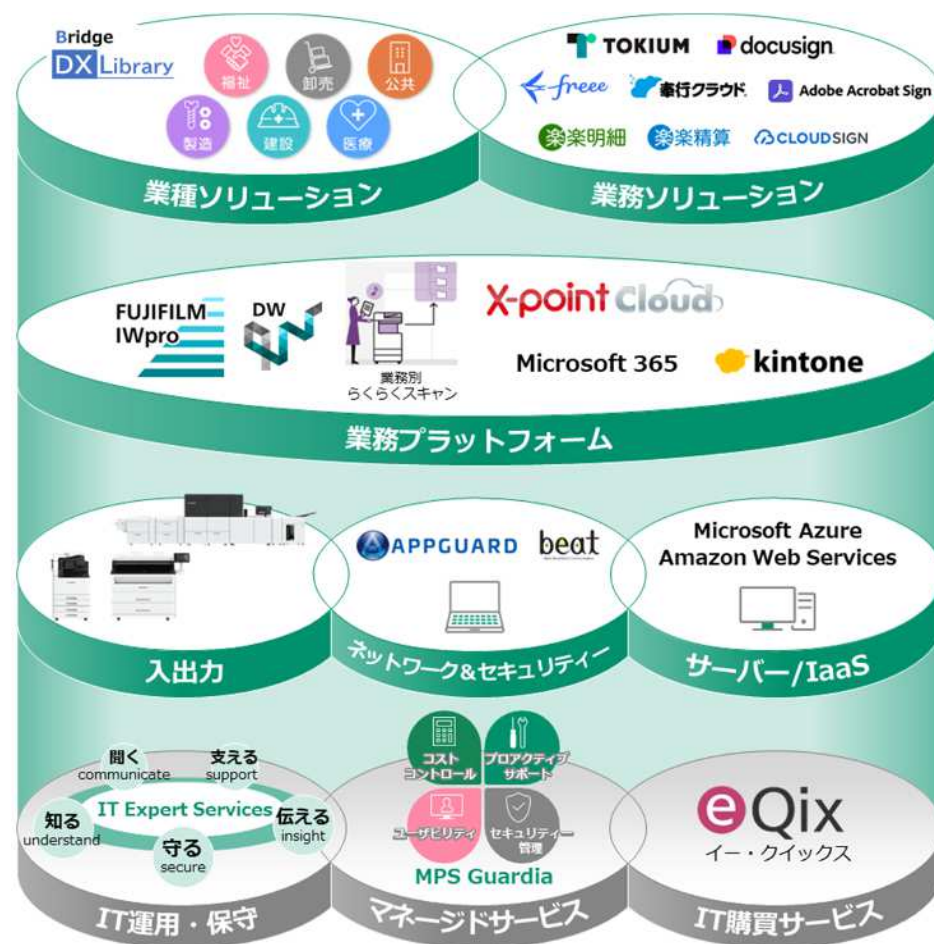 Bridge
DX Library
福祉
卸売
公共
製造
建設
医療
業種ソリューション
TOKIUM
docusign
freee
奉行クラウド
Adobe Acrobat Sign
楽楽明細
楽楽精算
CLOUDSIGN
業務ソリューション
FUJIFILM
IWpro
DW
業務別
らくらくスキャン
X-point Cloud
Microsoft 365
kintone
業務プラットフォーム
入出力
APPGUARD
beat
ネットワーク&セキュリティー
Microsoft Azure
Amazon Web Services
サーバー/IaaS
聞く
communicate
支える
support
知る
understand
IT Expert Services
伝える
insight
守る
secure
IT運用・保守
コスト
コントロール
プロアクティブ
サポート
ユーザビリティ
セキュリティー
管理
MPS Guardia
マネージドサービス
eQix
イー・クイックス
IT購買サービス